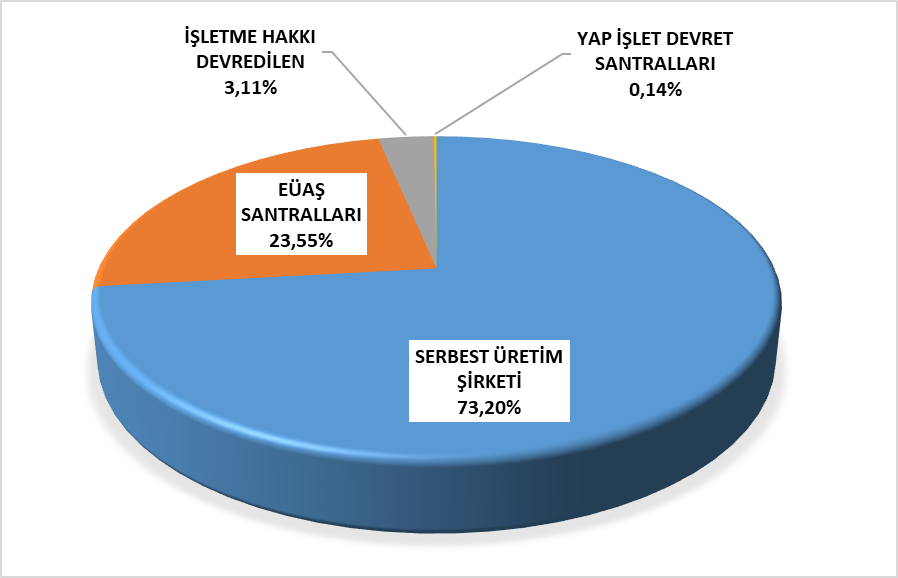 İŞLETME HAKKI
DEVREDİLEN
3,11%
YAP İŞLET DEVRET
SANTRALLARI
0,14%
EÜAŞ
SANTRALLARI
23,55%
SERBEST ÜRETİM
ŞİRKETİ
73,20%